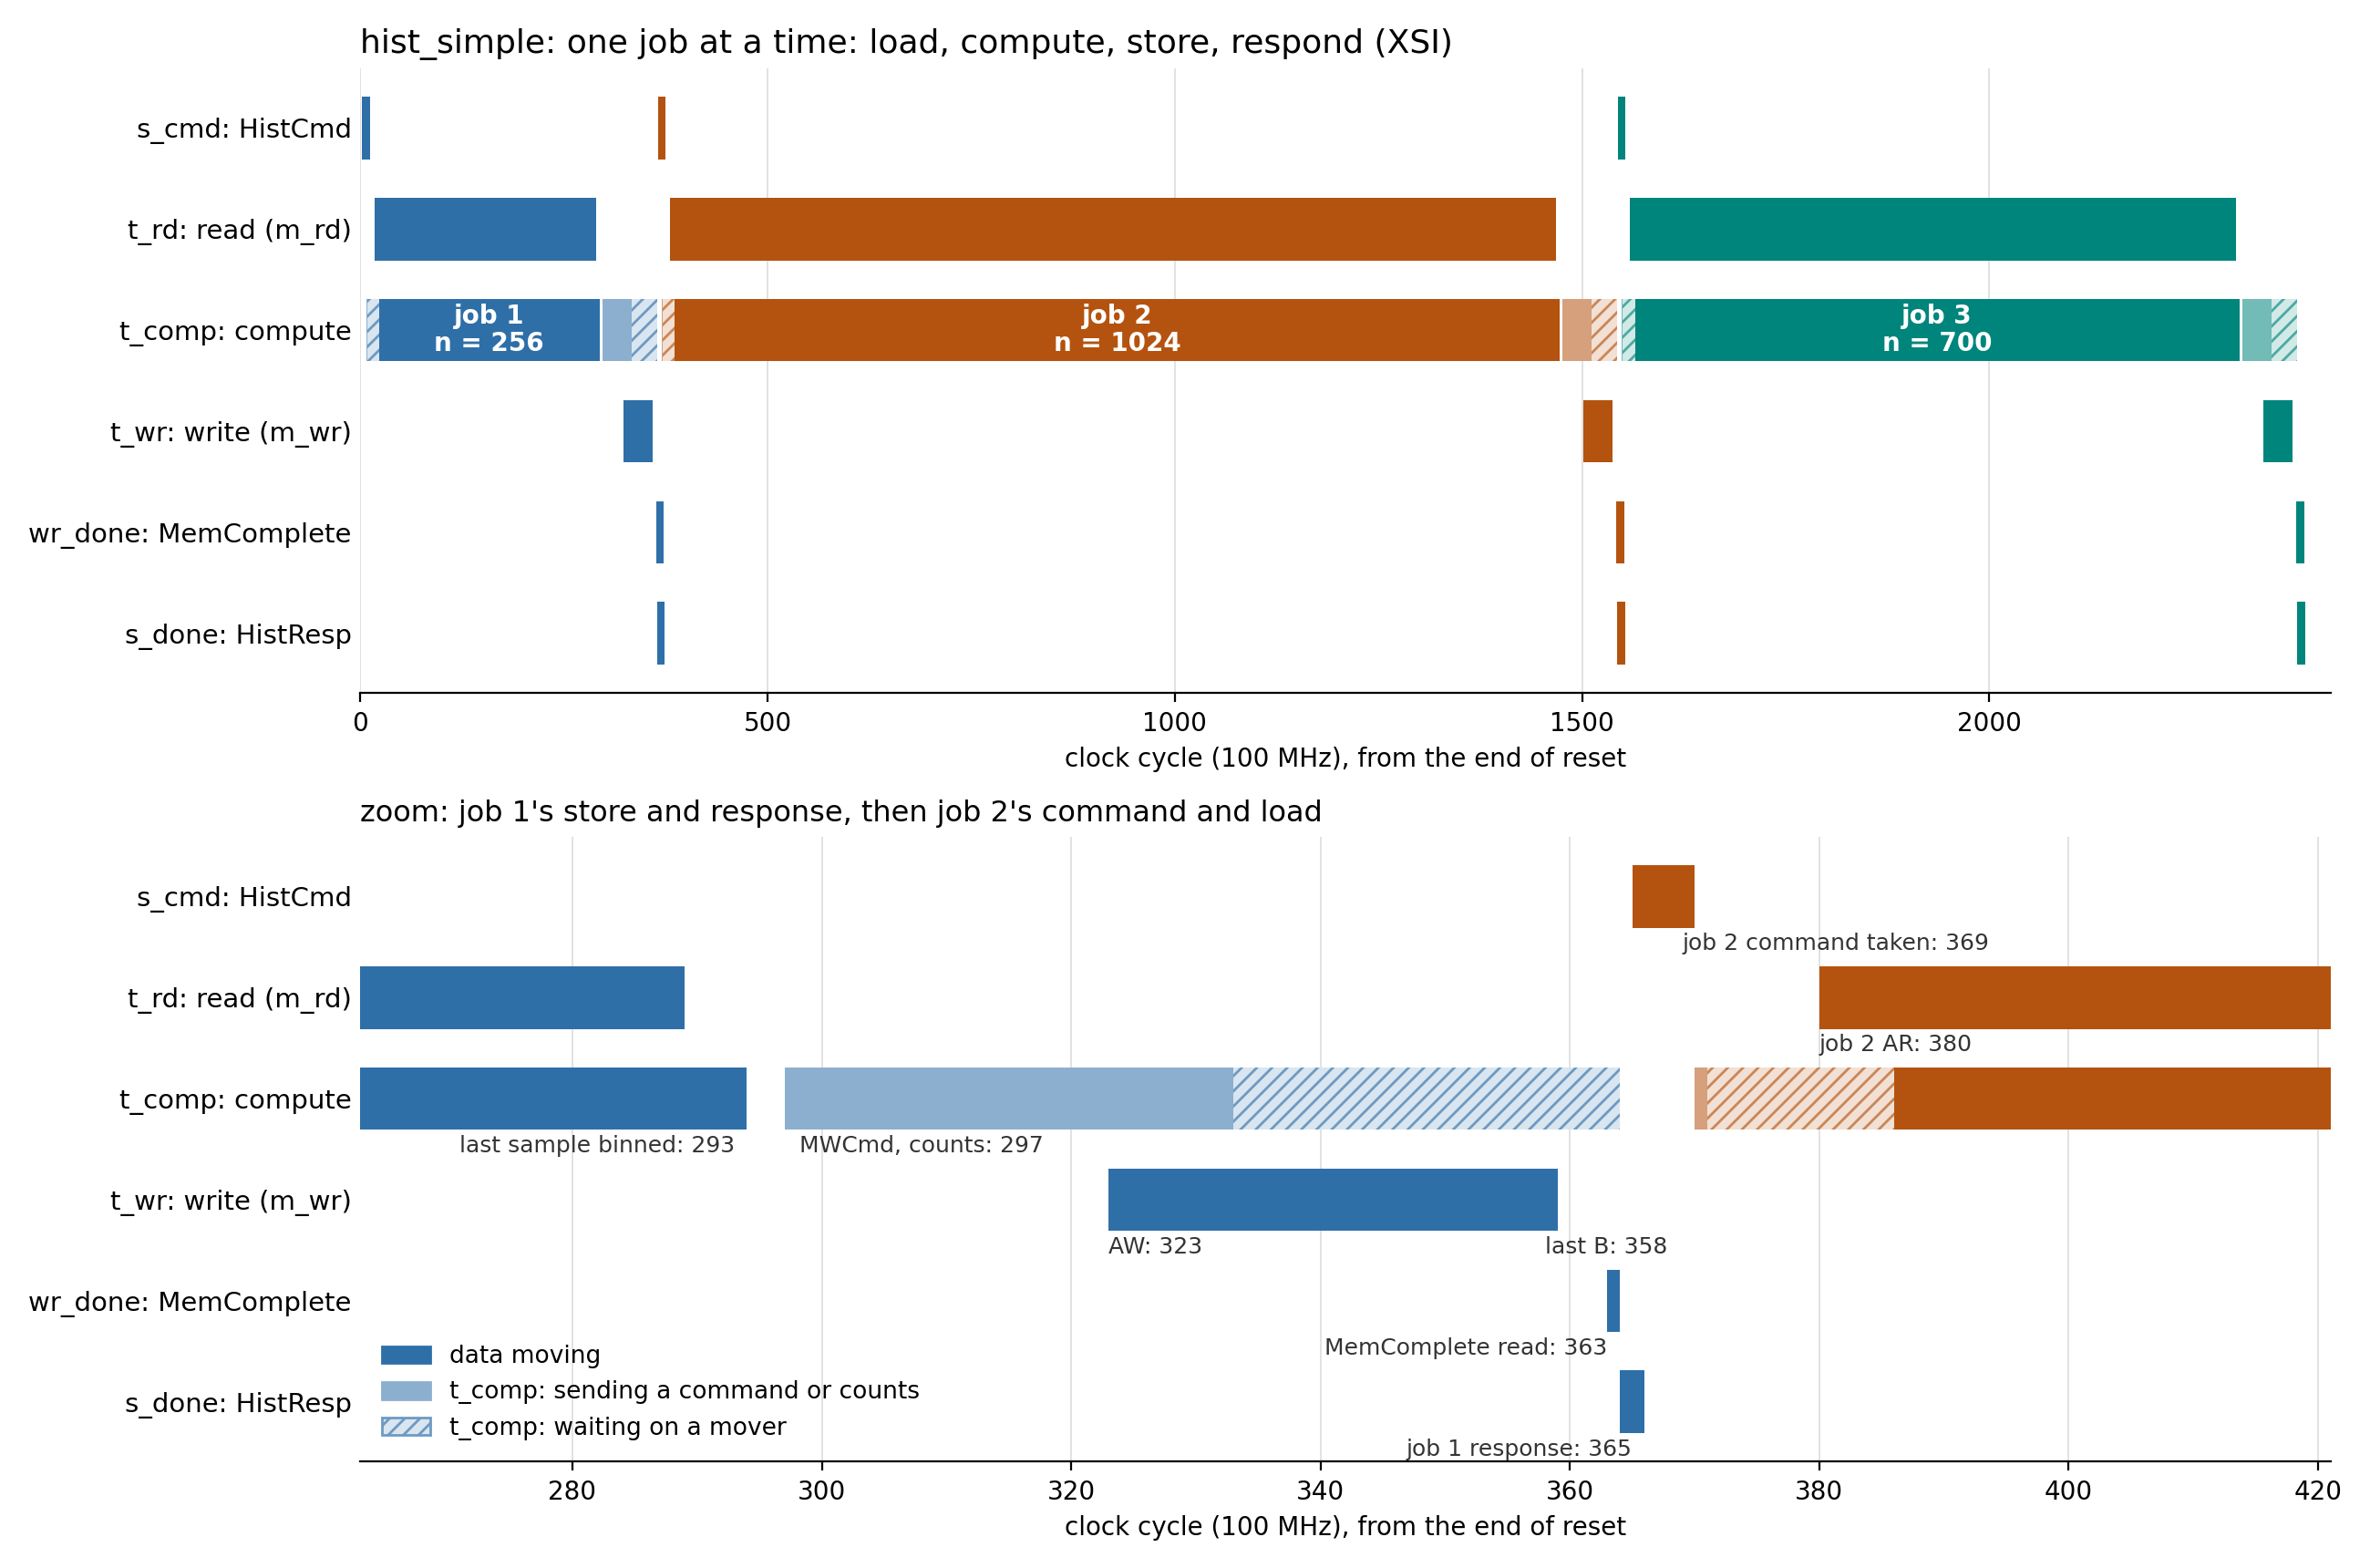 hist_simple: one job at a time: load, compute, store, respond (XSI)
s_cmd: HistCmd
t_rd: read (m_rd)
t_comp: compute
job 1
n = 256
job 2
n = 1024
job 3
n = 700
t_wr: write (m_wr)
wr_done: MemComplete
s_done: HistResp
0 500 1000 1500 2000
clock cycle (100 MHz), from the end of reset
zoom: job 1's store and response, then job 2's command and load
s_cmd: HistCmd
job 2 command taken: 369
t_rd: read (m_rd)
job 2 AR: 380
t_comp: compute
last sample binned: 293
MWCmd, counts: 297
t_wr: write (m_wr)
AW: 323
last B: 358
wr_done: MemComplete
MemComplete read: 363
data moving
t_comp: sending a command or counts
t_comp: waiting on a mover
s_done: HistResp
job 1 response: 365
280 300 320 340 360 380 400 420
clock cycle (100 MHz), from the end of reset